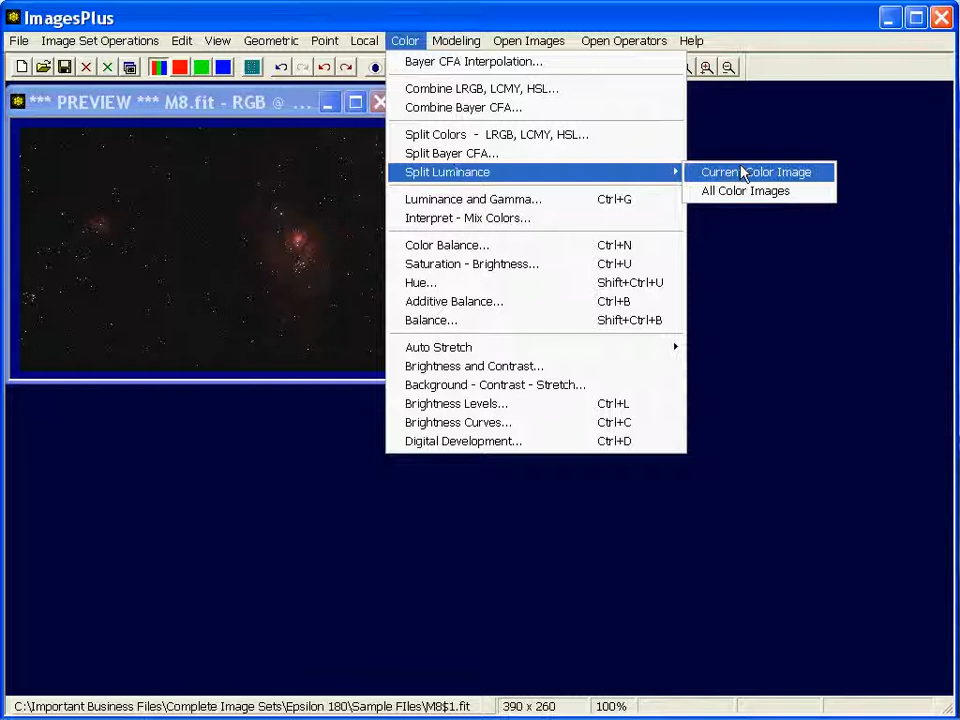 ImagesPlus
File Image Set Operations Edit View Geometric Point Local Color Modeling Open Images Open Operators Help
*** PREVIEW *** M8.fit - RGB @ ...
Bayer CFA Interpolation...
Combine LRGB, LCMY, HSL...
Combine Bayer CFA...
Split Colors - LRGB, LCMY, HSL...
Split Bayer CFA...
Split Luminance
Current Color Image
All Color Images
Luminance and Gamma... Ctrl+G
Interpret - Mix Colors...
Color Balance... Ctrl+N
Saturation - Brightness... Ctrl+U
Hue... Shift+Ctrl+U
Additive Balance... Ctrl+B
Balance... Shift+Ctrl+B
Auto Stretch
Brightness and Contrast...
Background - Contrast - Stretch...
Brightness Levels... Ctrl+L
Brightness Curves... Ctrl+C
Digital Development... Ctrl+D
C:\Important Business Files\Complete Image Sets\Epsilon 180\Sample FIles\M8$1.fit 390 x 260 100%